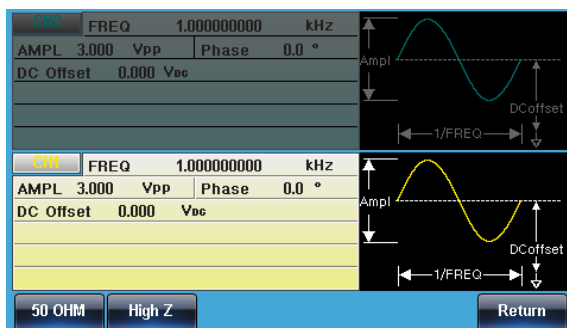 CH2 FREQ 1.000000000 kHz
AMPL 3.000 Vpp Phase 0.0 °
DC Offset 0.000 VDC
Ampl
DCoffset
1/FREQ
CH1 FREQ 1.000000000 kHz
AMPL 3.000 Vpp Phase 0.0 °
DC Offset 0.000 VDC
Ampl
DCoffset
1/FREQ
50 OHM High Z Return